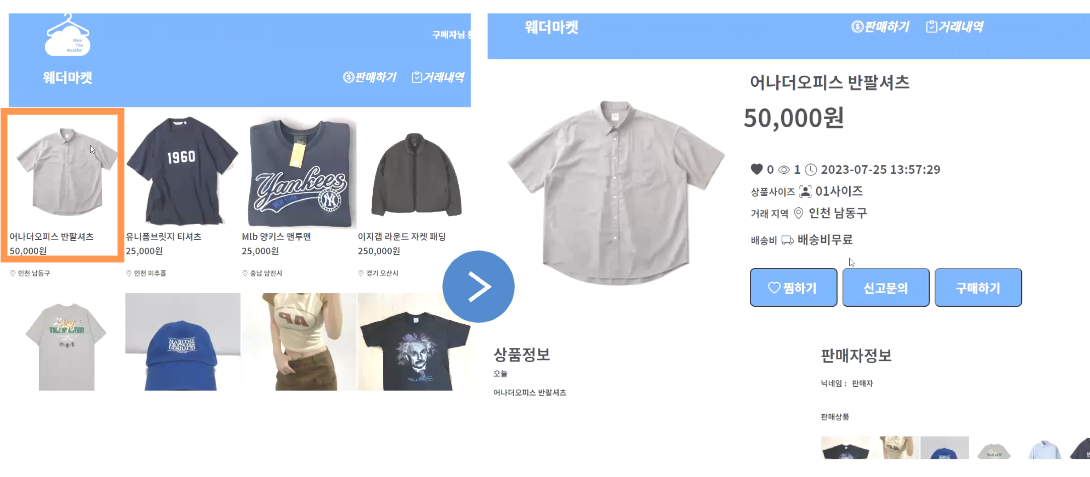 Wear
The
Weather
구매자님
웨더마켓
판매하기
거래내역
1960
Yankees
NEW YORK
어나더오피스 반팔셔츠
50,000원
인천 남동구
유니폼브릿지 티셔츠
25,000원
인천 미추홀
Mlb 양키스 맨투맨
25,000원
충남 당진시
이지캡 라운드 자켓 패딩
250,000원
경기 오산시
웨더마켓
판매하기
거래내역
어나더오피스 반팔셔츠
50,000원
0
1
2023-07-25 13:57:29
상품사이즈 01사이즈
거래 지역 인천 남동구
배송비 배송비무료
찜하기
신고문의
구매하기
상품정보
오늘
어나더오피스 반팔셔츠
판매자정보
닉네임 : 판매자
판매상품